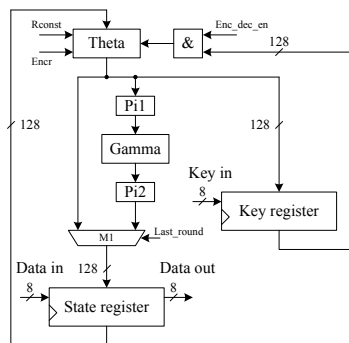 Rconst
Enc_dec_en
Theta
&
128
Encr
Pi1
128
128
Gamma
Key in
Pi2
8
Key register
Last_round
M1
Data in
128
Data out
8
8
State register